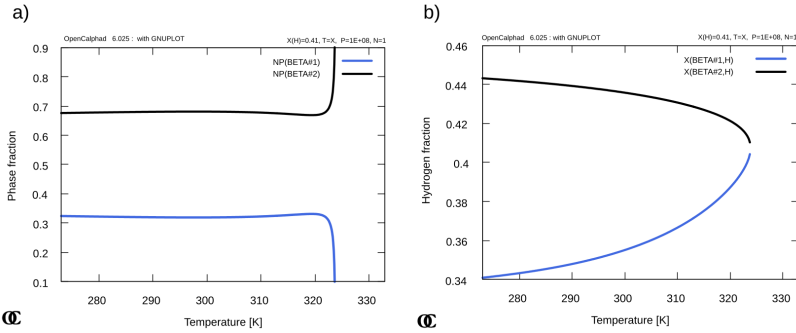 a)
OpenCalphad 6.025 : with GNUPLOT
X(H)=0.41, T=X, P=1E+08, N=1
NP(BETA#1)
NP(BETA#2)
0.9
0.8
0.7
0.6
0.5
0.4
0.3
0.2
0.1
Phase fraction
280
290
300
310
320
330
Temperature [K]
OC
b)
OpenCalphad 6.025 : with GNUPLOT
X(H)=0.41, T=X, P=1E+08, N=1
X(BETA#1,H)
X(BETA#2,H)
0.46
0.44
0.42
0.4
0.38
0.36
0.34
Hydrogen fraction
280
290
300
310
320
330
Temperature [K]
OC